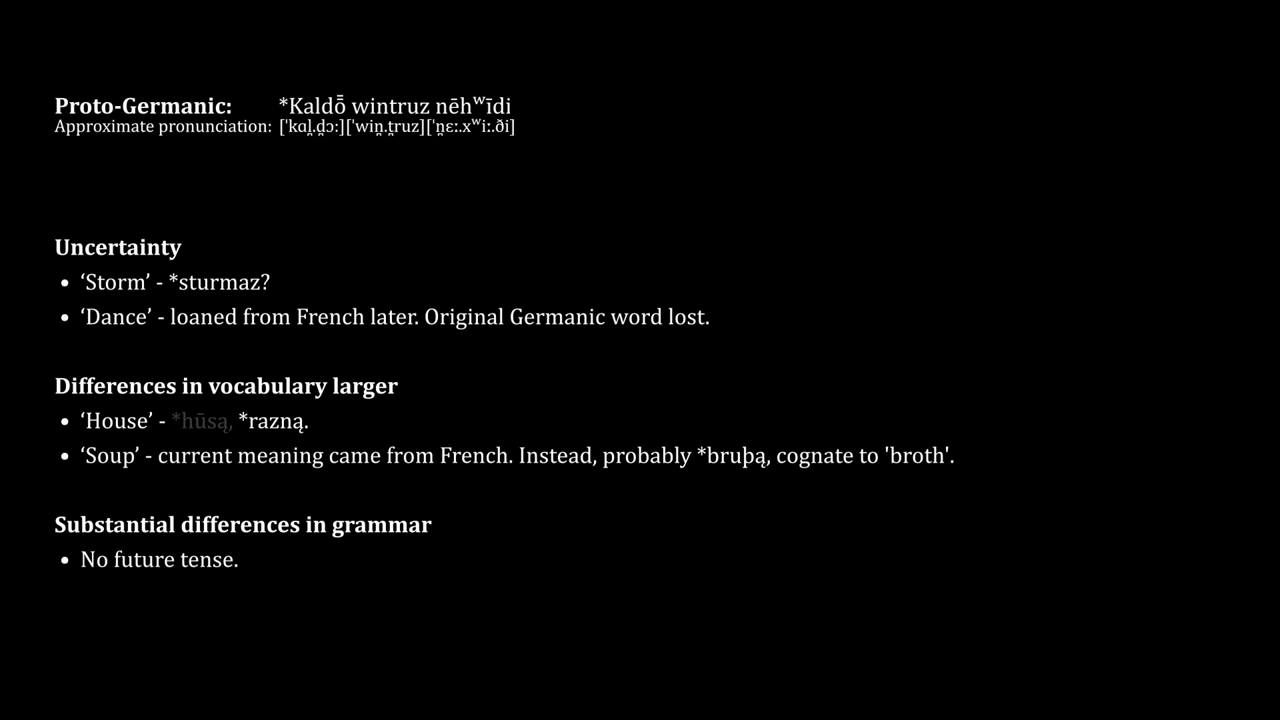 Proto-Germanic: *Kaldȭ wintruz nēhʷīdi
Approximate pronunciation: [ˈkɑl̪.d̪ɔː][ˈwin̪.t̪ruz][ˈn̪ɛː.xʷiː.ði]
Uncertainty
• ‘Storm’ - *sturmaz?
• ‘Dance’ - loaned from French later. Original Germanic word lost.
Differences in vocabulary larger
• ‘House’ - *hūsą, *razną.
• ‘Soup’ - current meaning came from French. Instead, probably *bruþą, cognate to 'broth'.
Substantial differences in grammar
• No future tense.